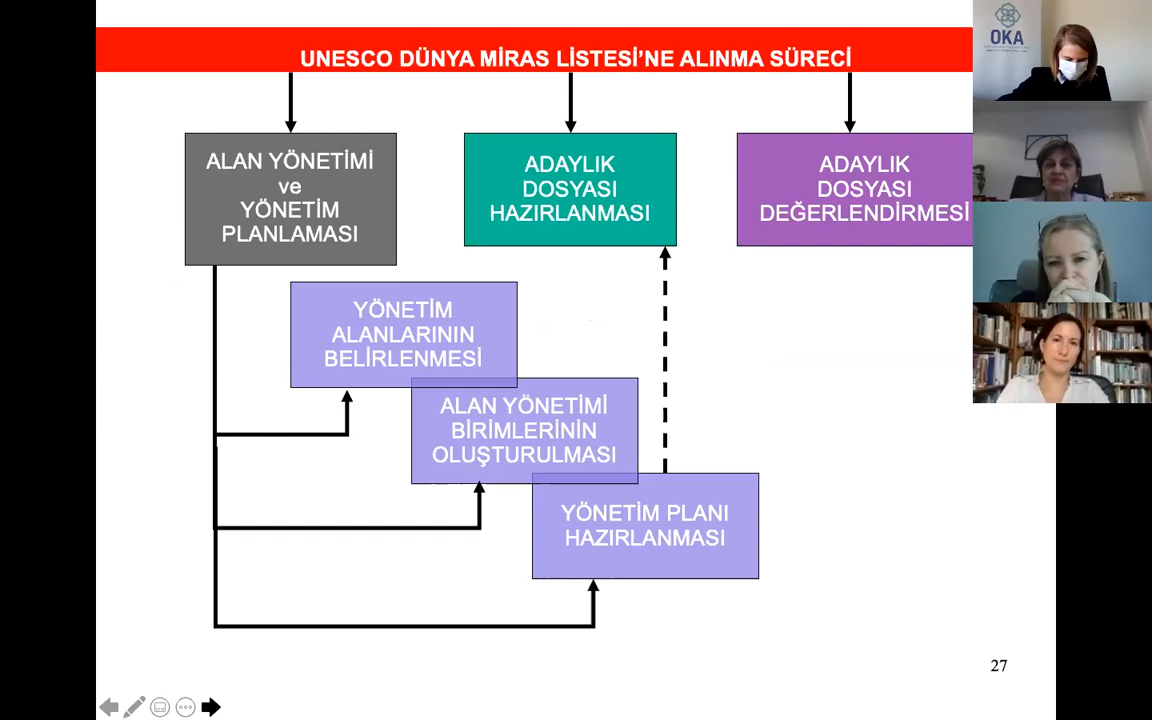 UNESCO DÜNYA MİRAS LİSTESİ’NE ALINMA SÜRECİ
ALAN YÖNETİMİ
ve
YÖNETİM
PLANLAMASI
ADAYLIK
DOSYASI
HAZIRLANMASI
ADAYLIK
DOSYASI
DEĞERLENDİRMESİ
YÖNETİM
ALANLARININ
BELİRLENMESİ
ALAN YÖNETİMİ
BİRİMLERİNİN
OLUŞTURULMASI
YÖNETİM PLANI
HAZIRLANMASI
27
OKA